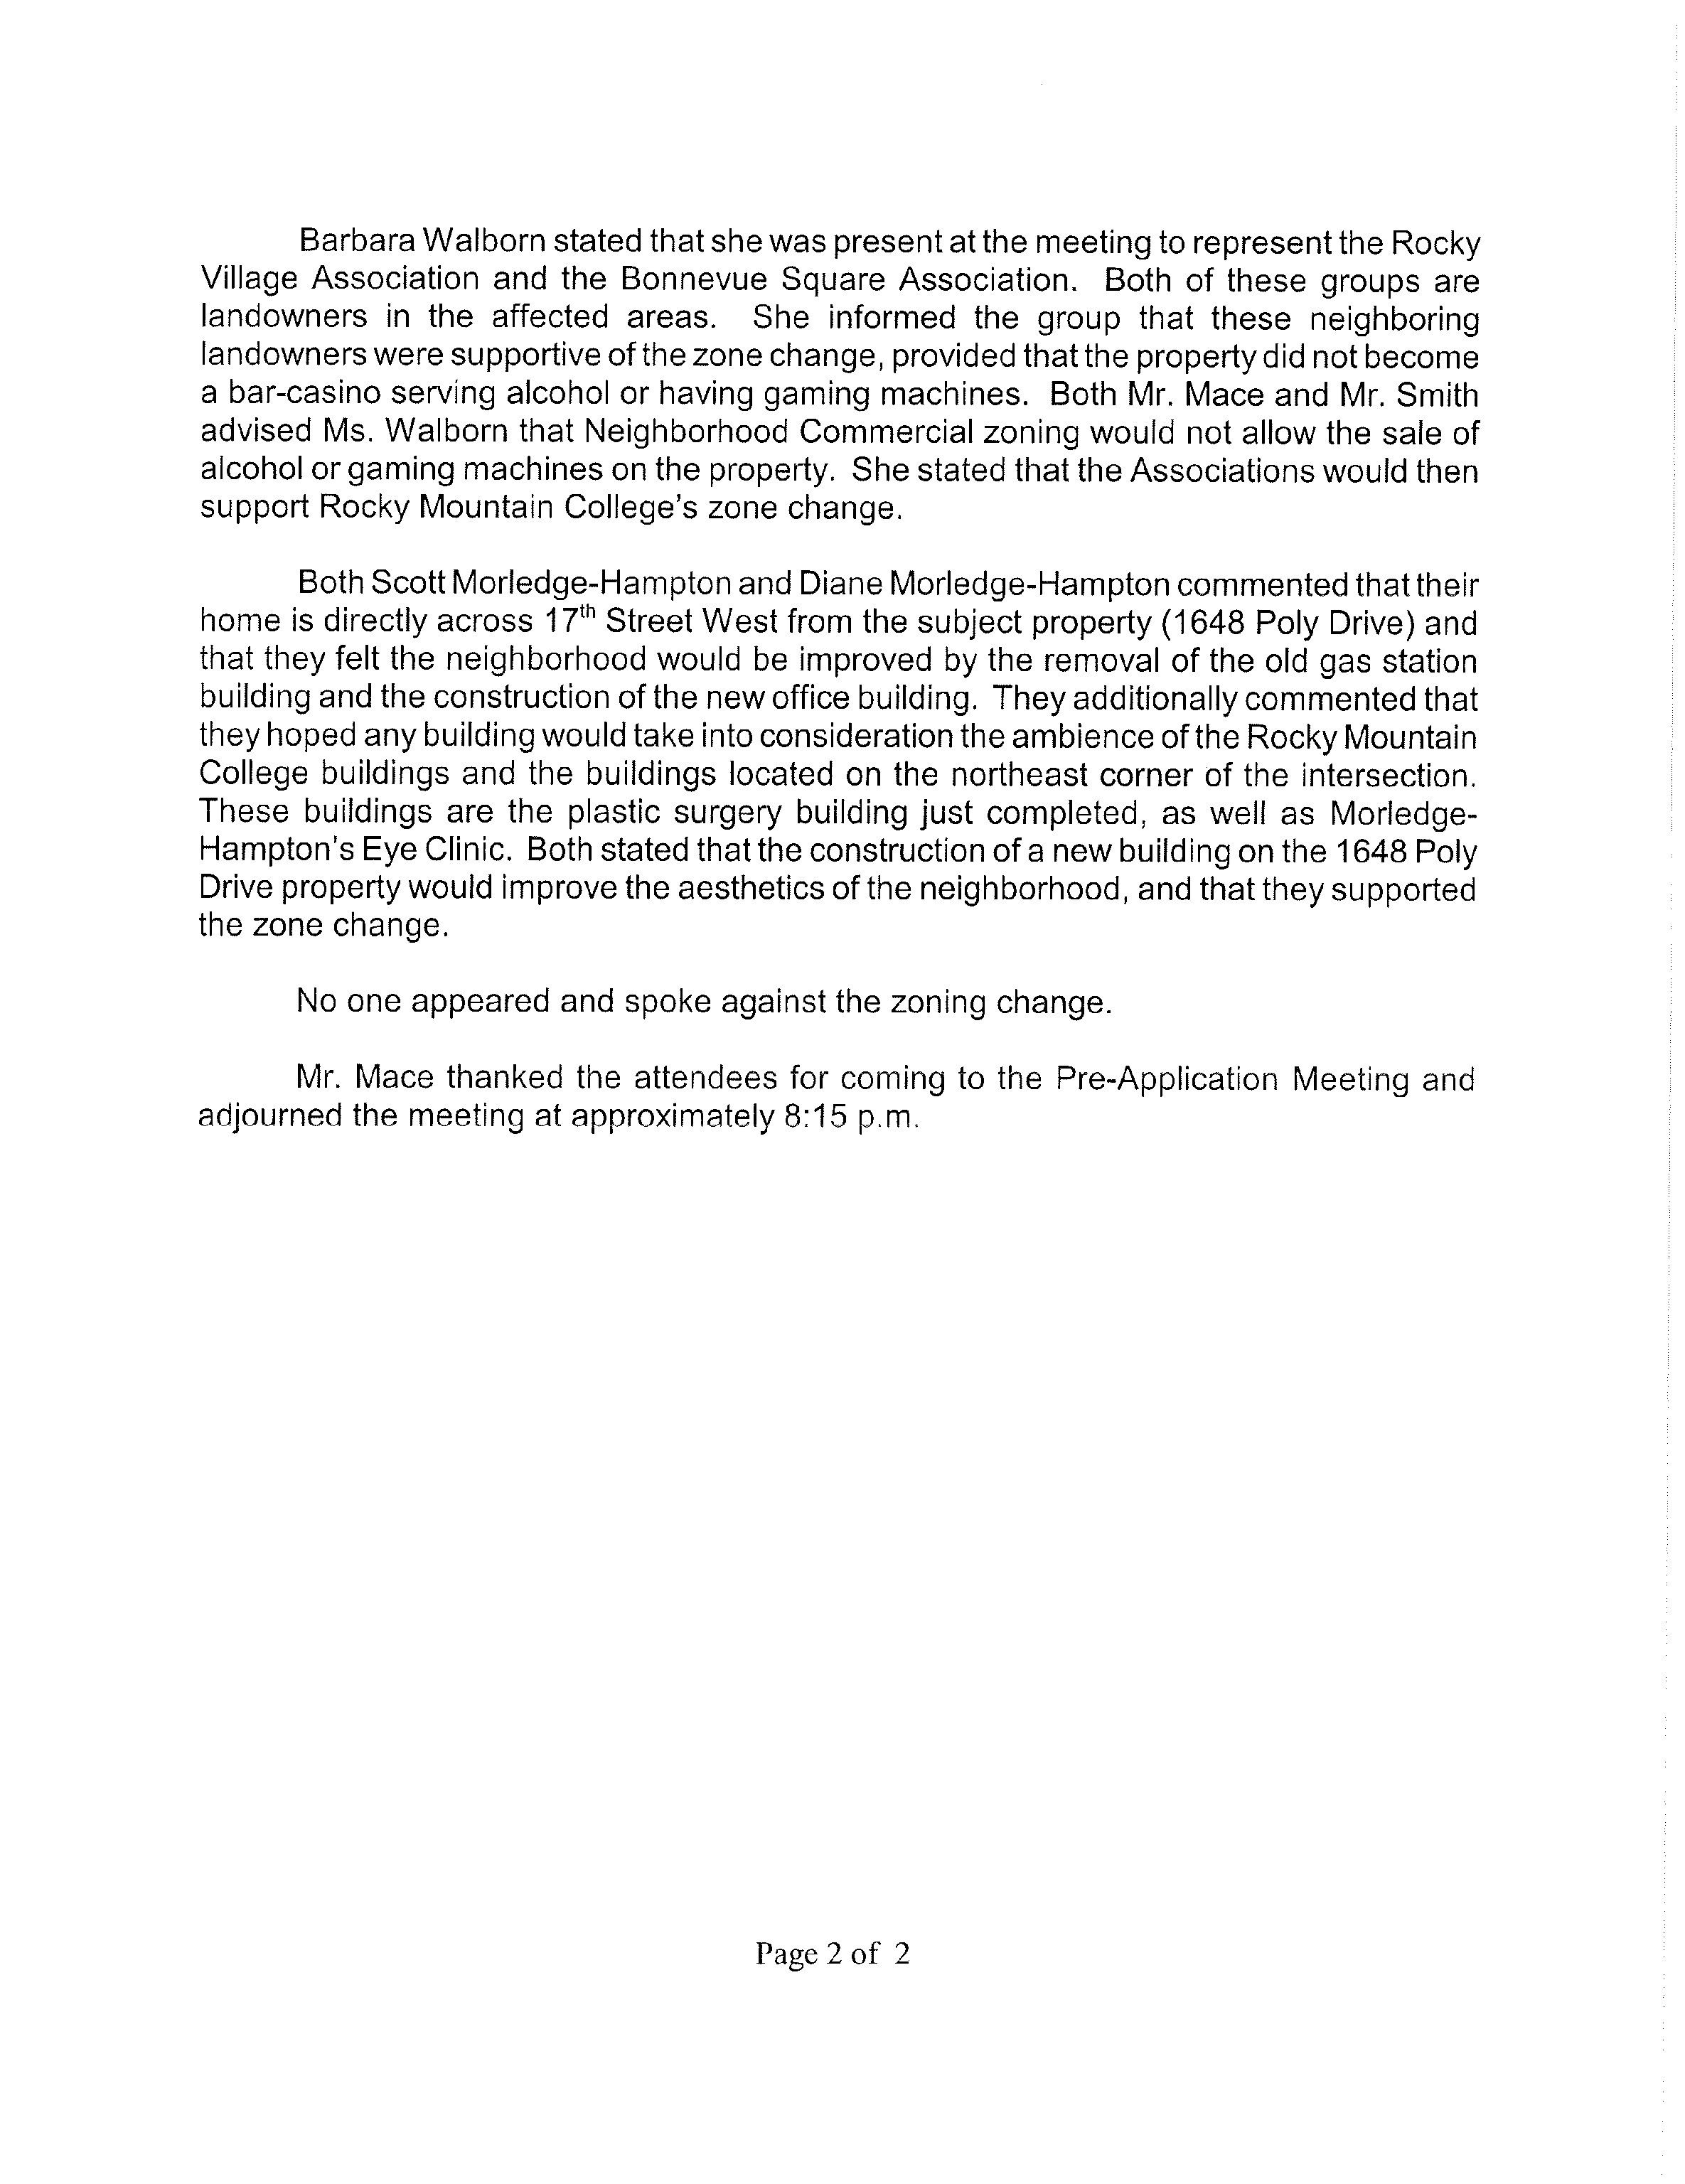 Barbara Walborn stated that she was present at the meeting to represent the Rocky
Village Association and the Bonnevue Square Association. Both of these groups are
landowners in the affected areas. She informed the group that these neighboring
landowners were supportive of the zone change, provided that the property did not become
a bar-casino serving alcohol or having gaming machines. Both Mr. Mace and Mr. Smith
advised Ms. Walborn that Neighborhood Commercial zoning would not allow the sale of
alcohol or gaming machines on the property. She stated that the Associations would then
support Rocky Mountain College's zone change.
Both Scott Morledge-Hampton and Diane Morledge-Hampton commented that their
home is directly across 17th Street West from the subject property (1648 Poly Drive) and
that they felt the neighborhood would be improved by the removal of the old gas station
building and the construction of the new office building. They additionally commented that
they hoped any building would take into consideration the ambience of the Rocky Mountain
College buildings and the buildings located on the northeast corner of the intersection.
These buildings are the plastic surgery building just completed, as well as Morledge-
Hampton's Eye Clinic. Both stated that the construction of a new building on the 1648 Poly
Drive property would improve the aesthetics of the neighborhood, and that they supported
the zone change.
No one appeared and spoke against the zoning change.
Mr. Mace thanked the attendees for coming to the Pre-Application Meeting and
adjourned the meeting at approximately 8:15 p.m.
Page 2 of 2